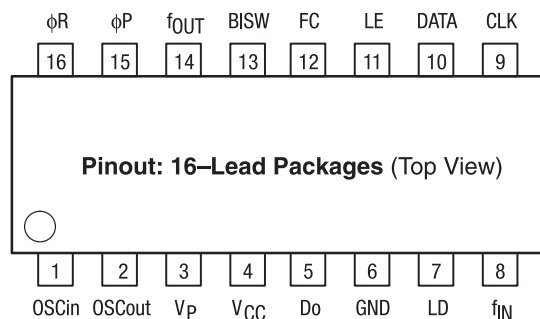 ϕR ϕP fOUT BISW FC LE DATA CLK
16 15 14 13 12 11 10 9
Pinout: 16–Lead Packages (Top View)
1 2 3 4 5 6 7 8
OSCin OSCout VP VCC Do GND LD fIN